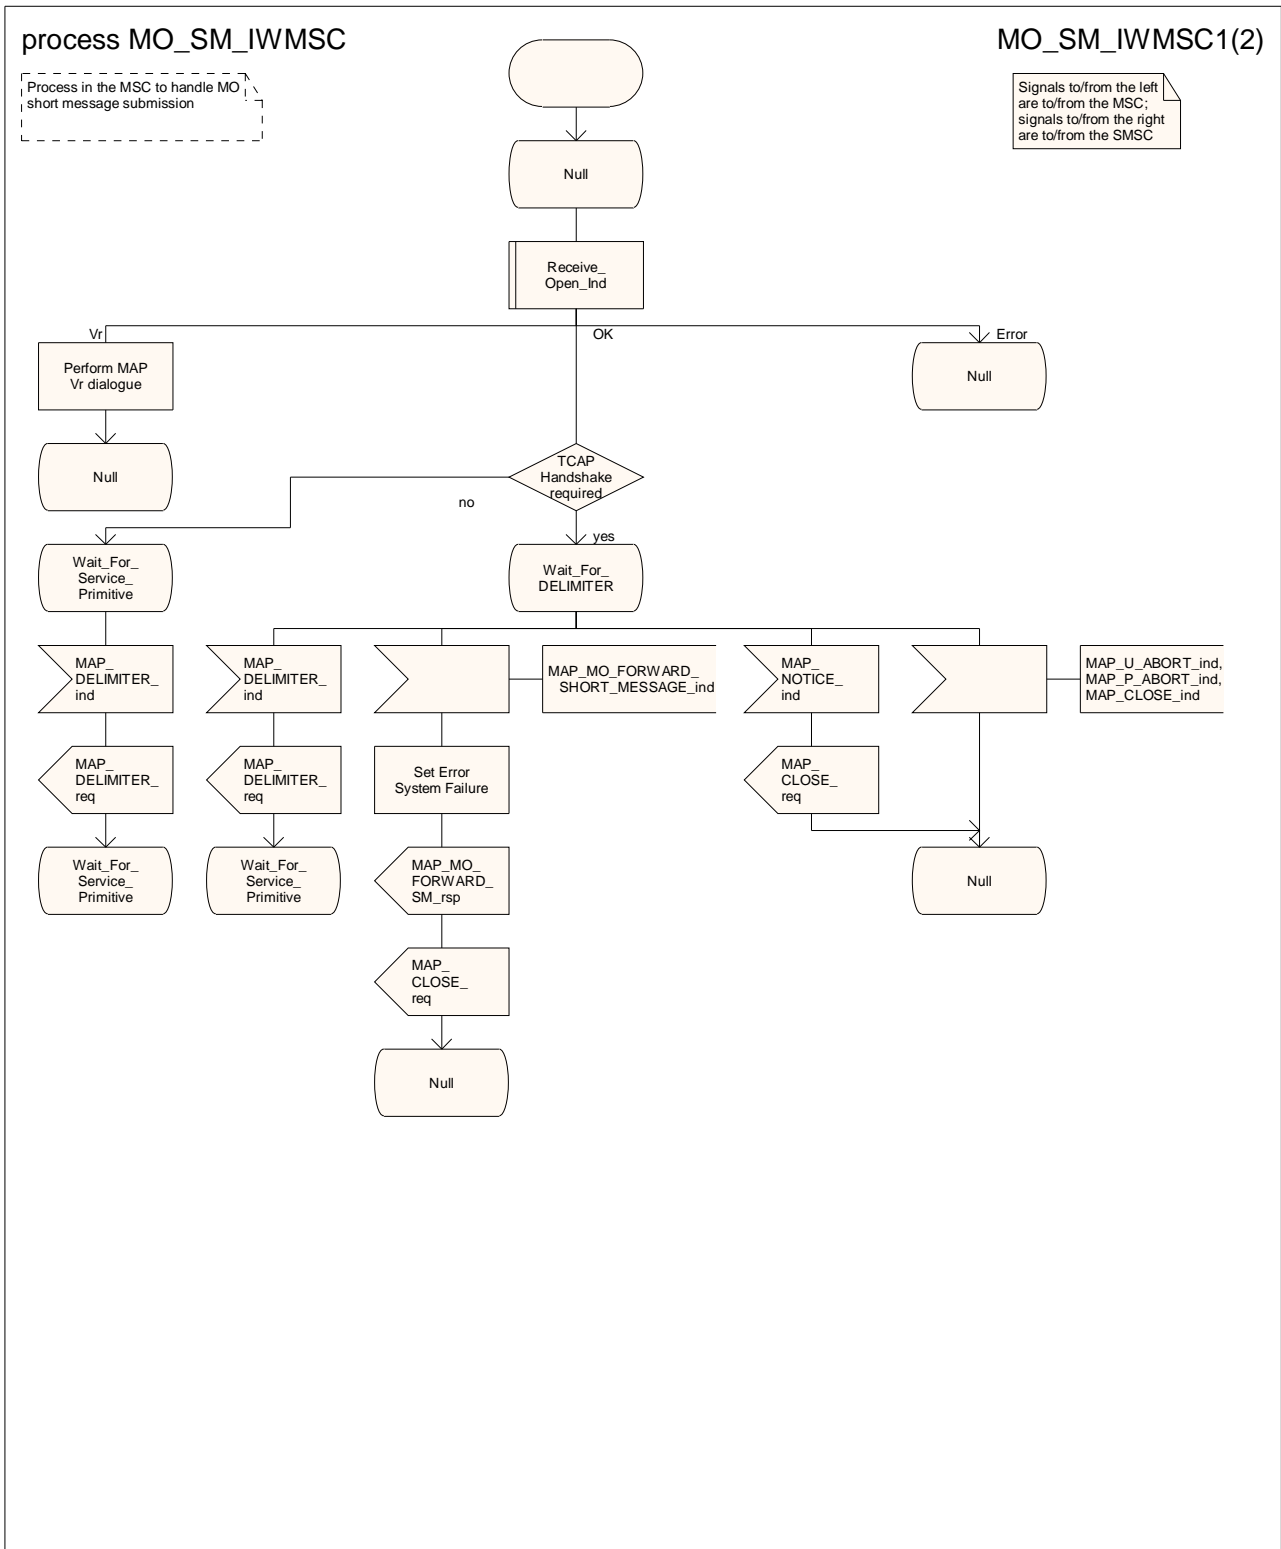 process MO_SM_IWMSC
MO_SM_IWMSC1(2)
Process in the MSC to handle MO
short message submission
Signals to/from the left
are to/from the MSC;
signals to/from the right
are to/from the SMSC
Null
Receive_
Open_Ind
Vr
OK
Error
Perform MAP
Vr dialogue
Null
Null
TCAP
Handshake
required
no
yes
Wait_For_
Service_
Primitive
Wait_For_
DELIMITER
MAP_
DELIMITER_
ind
MAP_
DELIMITER_
ind
MAP_MO_FORWARD_
SHORT_MESSAGE_ind
MAP_
NOTICE_
ind
MAP_U_ABORT_ind,
MAP_P_ABORT_ind,
MAP_CLOSE_ind
MAP_
DELIMITER_
req
MAP_
DELIMITER_
req
Set Error
System Failure
MAP_
CLOSE_
req
Wait_For_
Service_
Primitive
Wait_For_
Service_
Primitive
MAP_MO_
FORWARD_
SM_rsp
Null
MAP_
CLOSE_
req
Null